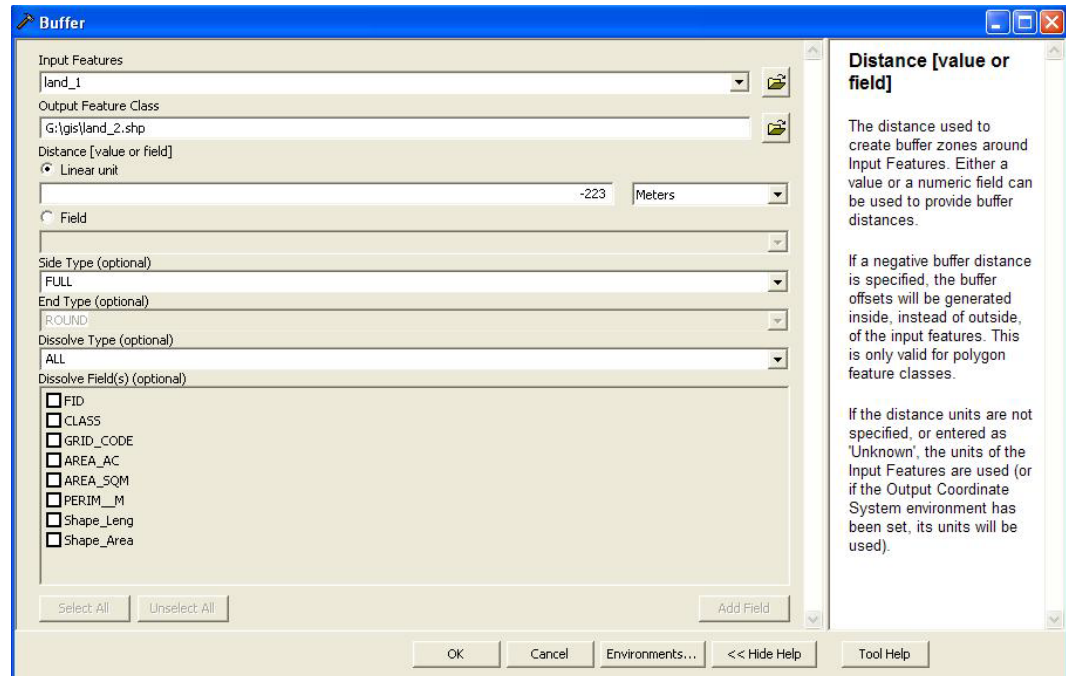 Buffer
Input Features
land_1
Output Feature Class
G:\gis\land_2.shp
Distance [value or field]
Linear unit
-223 Meters
Field
Side Type (optional)
FULL
End Type (optional)
ROUND
Dissolve Type (optional)
ALL
Dissolve Field(s) (optional)
FID
CLASS
GRID_CODE
AREA_AC
AREA_SQM
PERIM__M
Shape_Leng
Shape_Area
Select All Unselect All Add Field
Distance [value or
field]
The distance used to
create buffer zones around
Input Features. Either a
value or a numeric field can
be used to provide buffer
distances.
If a negative buffer distance
is specified, the buffer
offsets will be generated
inside, instead of outside,
of the input features. This
is only valid for polygon
feature classes.
If the distance units are not
specified, or entered as
'Unknown', the units of the
Input Features are used (or
if the Output Coordinate
System environment has
been set, its units will be
used).
OK Cancel Environments... << Hide Help Tool Help